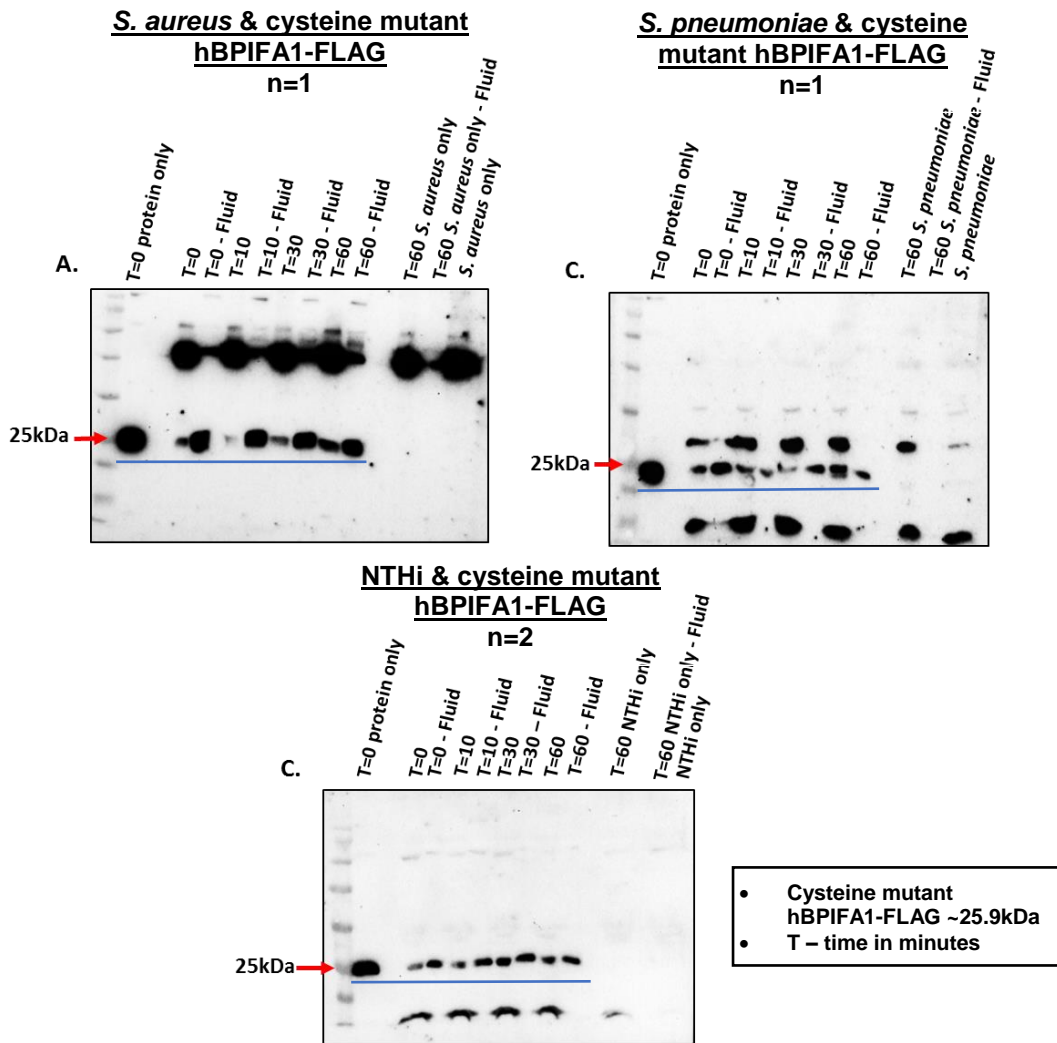 S. aureus & cysteine mutant
hBPIFA1-FLAG
n=1
S. pneumoniae & cysteine
mutant hBPIFA1-FLAG
n=1
A.
T=0 protein only
T=0
T=0 - Fluid
T=10
T=10 - Fluid
T=30
T=30 - Fluid
T=60
T=60 - Fluid
T=60 S. aureus only
T=60 S. aureus only - Fluid
S. aureus only
25kDa
C.
T=0 protein only
T=0
T=0 - Fluid
T=10
T=10 - Fluid
T=30
T=30 - Fluid
T=60
T=60 - Fluid
T=60 S. pneumoniae
T=60 S. pneumoniae - Fluid
S. pneumoniae
25kDa
NTHi & cysteine mutant
hBPIFA1-FLAG
n=2
C.
T=0 protein only
T=0
T=0 - Fluid
T=10
T=10 - Fluid
T=30
T=30 – Fluid
T=60
T=60 - Fluid
T=60 NTHi only
T=60 NTHi only - Fluid
NTHi only
25kDa
• Cysteine mutant
hBPIFA1-FLAG ~25.9kDa
• T – time in minutes